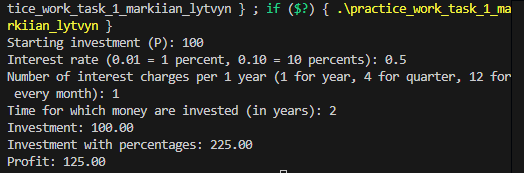 tice_work_task_1_markiian_lytvyn } ; if ($?) { .\practice_work_task_1_ma
rkiian_lytvyn }
Starting investment (P): 100
Interest rate (0.01 = 1 percent, 0.10 = 10 percents): 0.5
Number of interest charges per 1 year (1 for year, 4 for quarter, 12 for
 every month): 1
Time for which money are invested (in years): 2
Investment: 100.00
Investment with percentages: 225.00
Profit: 125.00